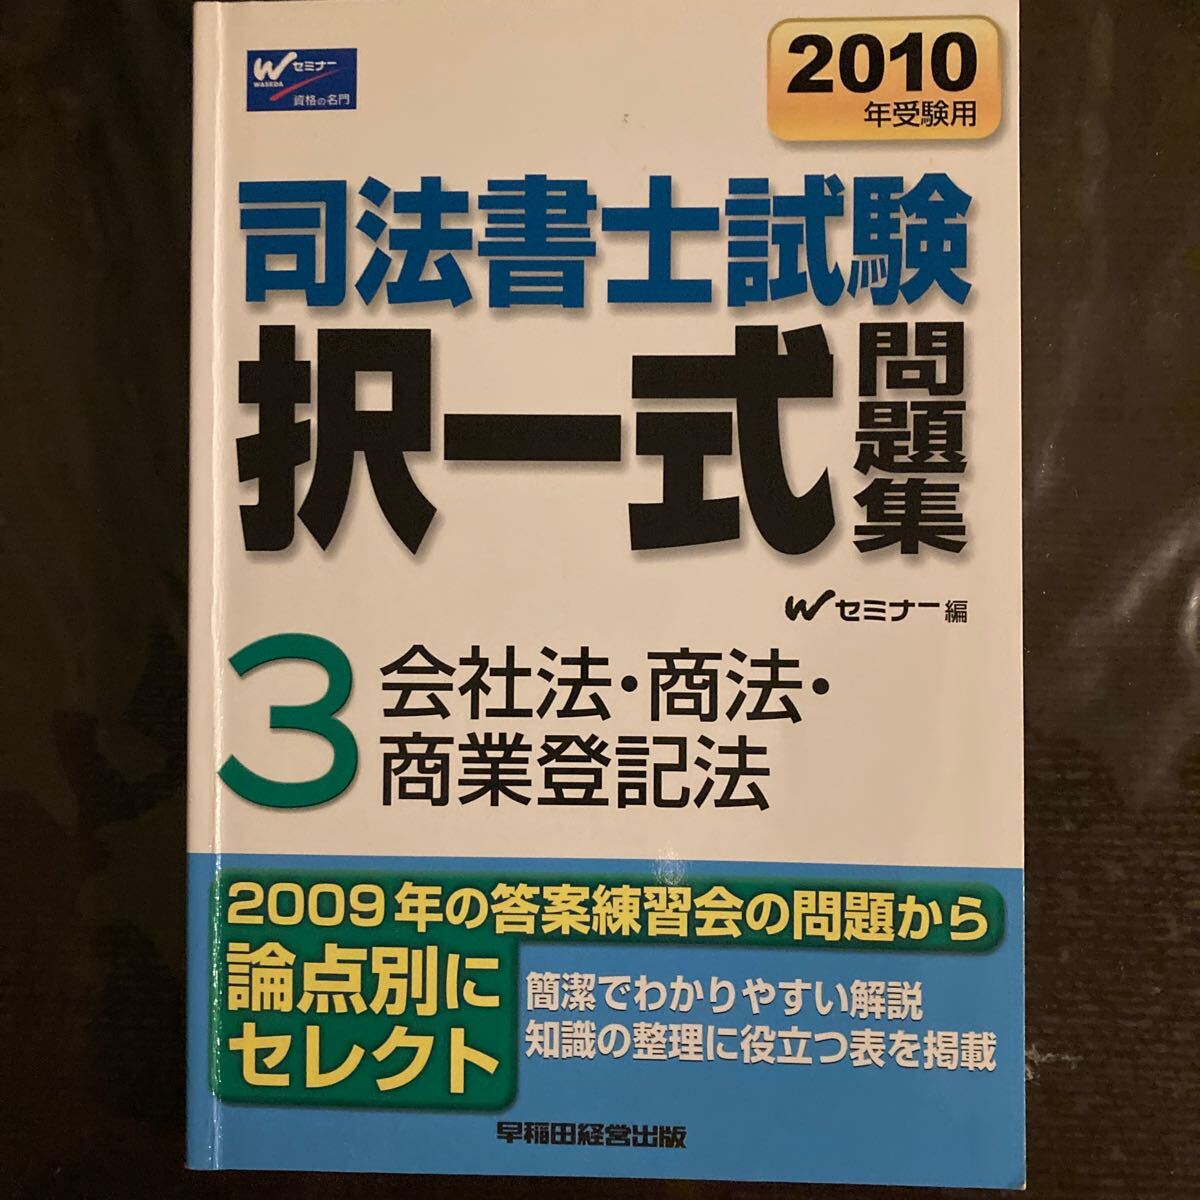 W セミナー
WASEDA
資格の名門
2010
年受験用
司法書士試験
択一式
問題集
Wセミナー編
3
会社法・商法・
商業登記法
2009年の答案練習会の問題から
論点別に
セレクト
簡潔でわかりやすい解説
知識の整理に役立つ表を掲載
早稲田経営出版